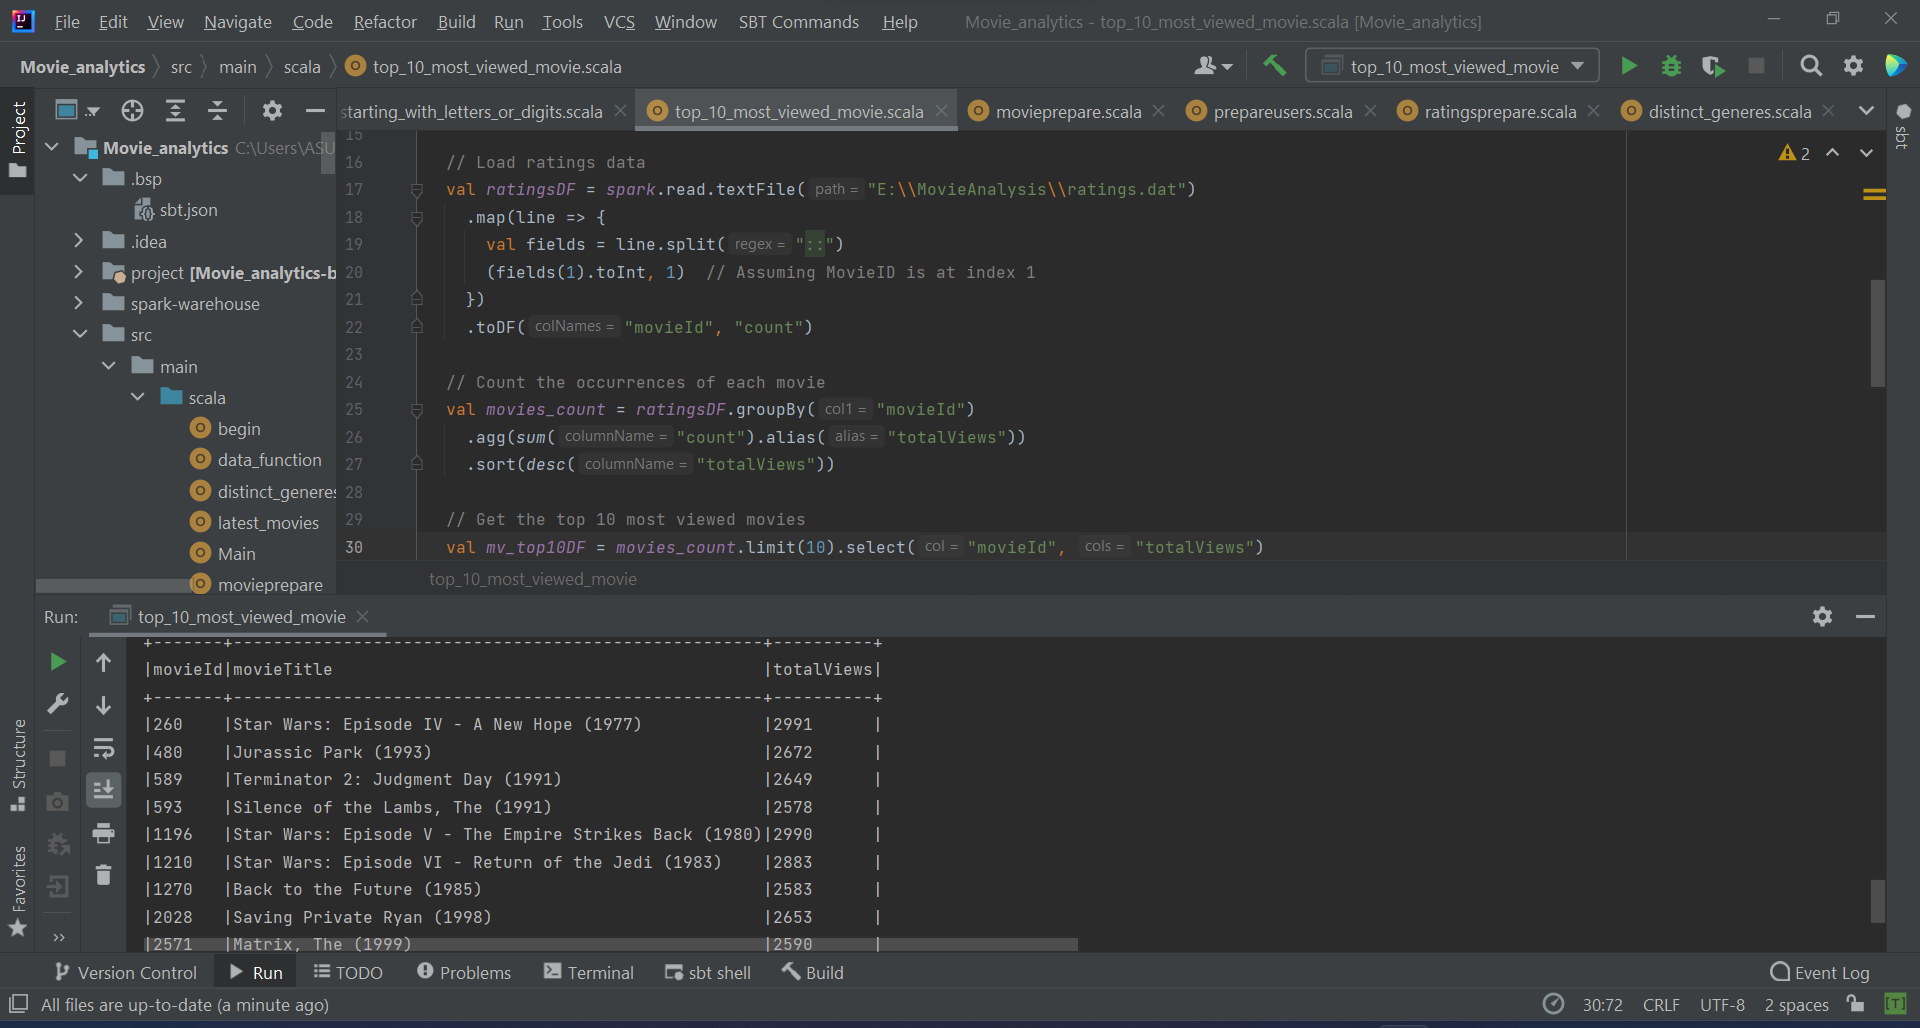 File Edit View Navigate Code Refactor Build Run Tools VCS Window SBT Commands Help Movie_analytics - top_10_most_viewed_movie.scala [Movie_analytics]
Movie_analytics src main scala top_10_most_viewed_movie.scala top_10_most_viewed_movie
starting_with_letters_or_digits.scala top_10_most_viewed_movie.scala movieprepare.scala prepareusers.scala ratingsprepare.scala distinct_generes.scala
Project
sbt
Movie_analytics C:\Users\ASU
.bsp
sbt.json
.idea
project [Movie_analytics-b
spark-warehouse
src
main
scala
begin
data_function
distinct_generes
latest_movies
Main
movieprepare
2
15
16 // Load ratings data
17 val ratingsDF = spark.read.textFile( path = "E:\\MovieAnalysis\\ratings.dat")
18 .map(line => {
19 val fields = line.split( regex = "::")
20 (fields(1).toInt, 1) // Assuming MovieID is at index 1
21 })
22 .toDF( colNames = "movieId", "count")
23
24 // Count the occurrences of each movie
25 val movies_count = ratingsDF.groupBy( col1 = "movieId")
26 .agg(sum( columnName = "count").alias( alias = "totalViews"))
27 .sort(desc( columnName = "totalViews"))
28
29 // Get the top 10 most viewed movies
30 val mv_top10DF = movies_count.limit(10).select( col = "movieId", cols = "totalViews")
top_10_most_viewed_movie
Run: top_10_most_viewed_movie
Structure
Favorites
+-------+-----------------------------------------------------+----------+
|movieId|movieTitle |totalViews|
+-------+-----------------------------------------------------+----------+
|260 |Star Wars: Episode IV - A New Hope (1977) |2991 |
|480 |Jurassic Park (1993) |2672 |
|589 |Terminator 2: Judgment Day (1991) |2649 |
|593 |Silence of the Lambs, The (1991) |2578 |
|1196 |Star Wars: Episode V - The Empire Strikes Back (1980)|2990 |
|1210 |Star Wars: Episode VI - Return of the Jedi (1983) |2883 |
|1270 |Back to the Future (1985) |2583 |
|2028 |Saving Private Ryan (1998) |2653 |
|2571 |Matrix, The (1999) |2590 |
Version Control Run TODO Problems Terminal sbt shell Build Event Log
All files are up-to-date (a minute ago) 30:72 CRLF UTF-8 2 spaces [T]